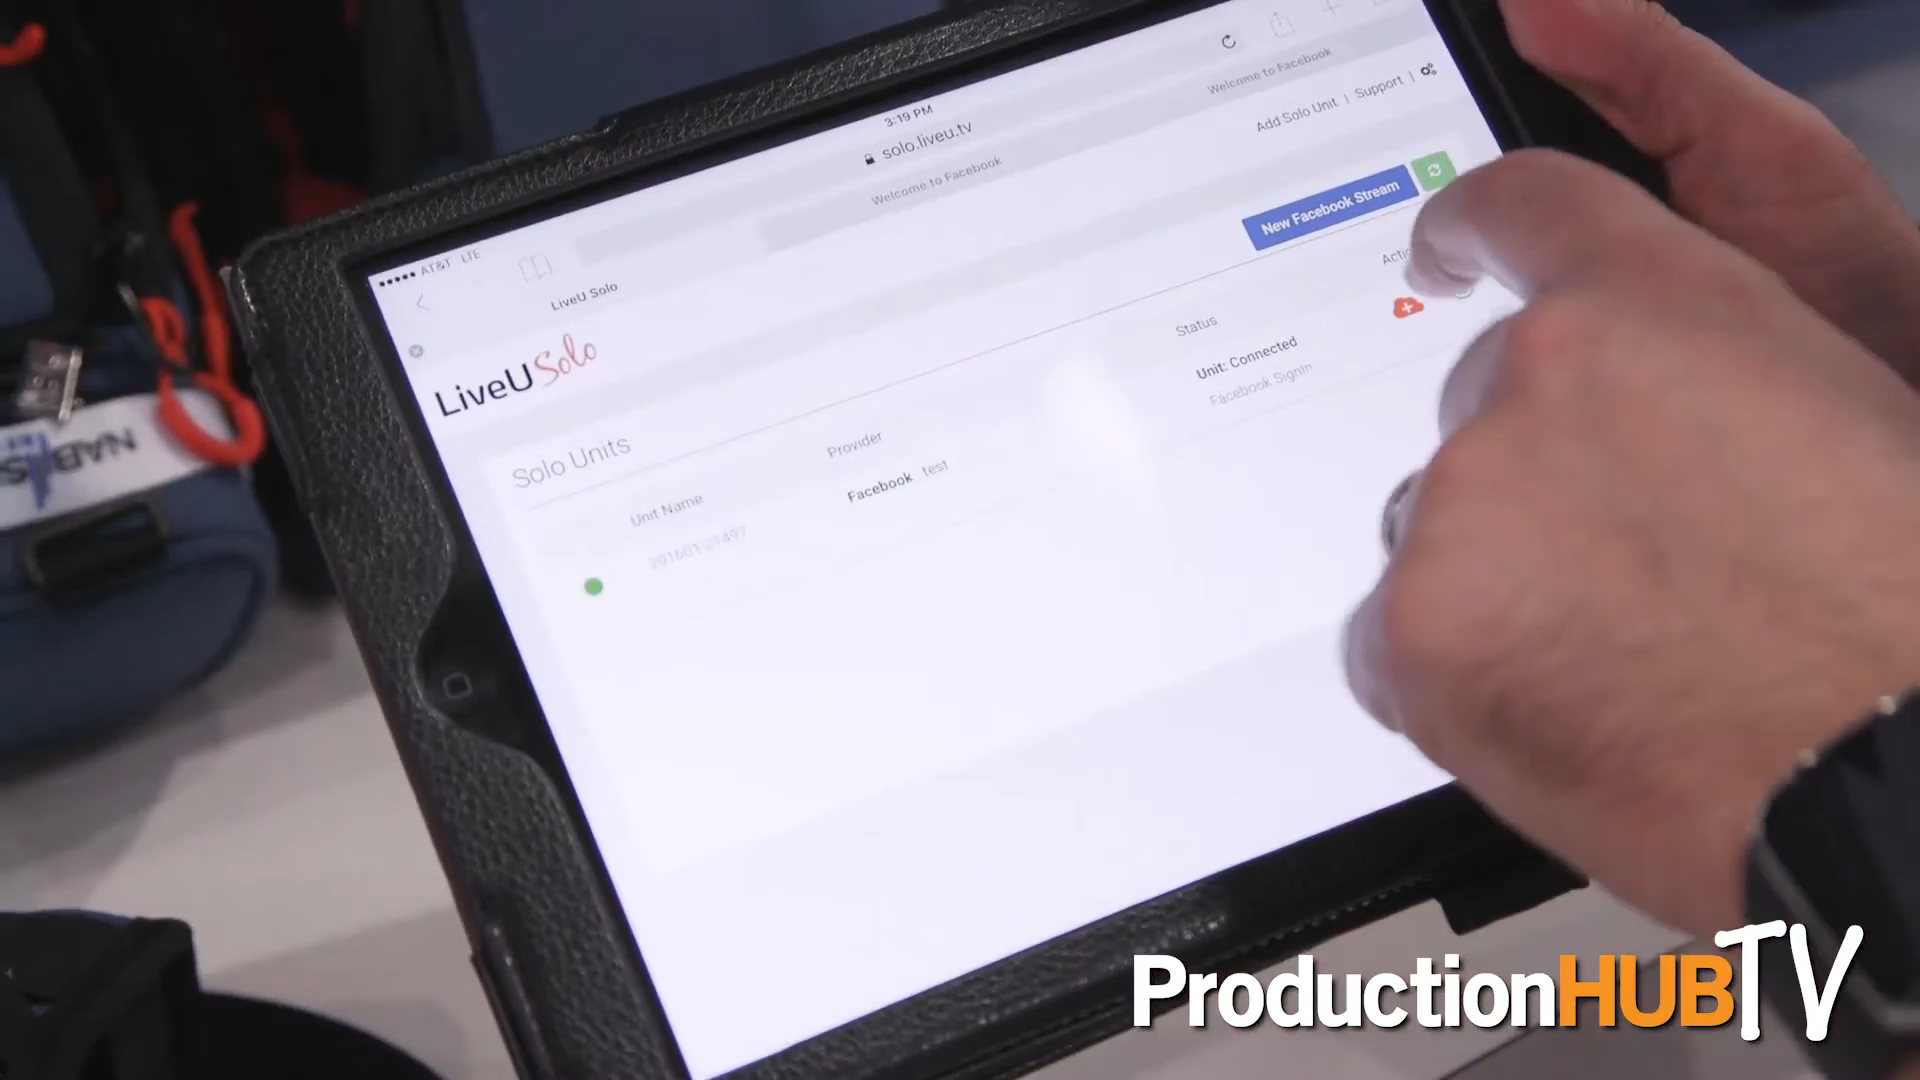 AT&T LTE
3:19 PM
solo.liveu.tv
LiveU Solo
Welcome to Facebook
Welcome to Facebook
LiveU Solo
Add Solo Unit | Support |
Solo Units
New Facebook Stream
Unit Name
Provider
Status
Facebook test
Unit: Connected
Facebook SignIn
NAB
ProductionHUBTV